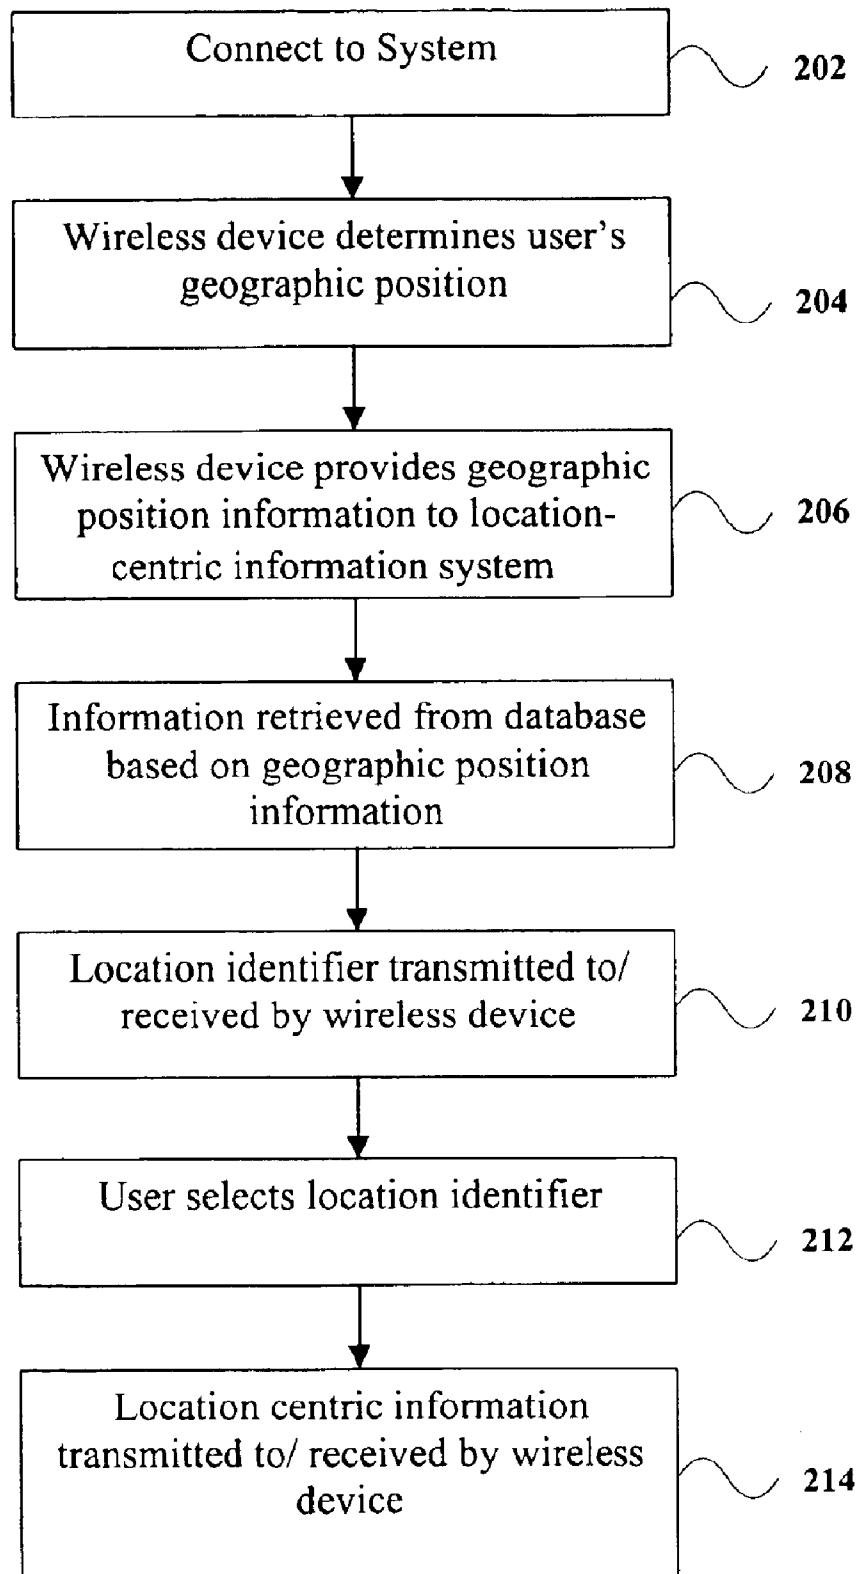 Connect to System
202
Wireless device determines user's
geographic position
204
Wireless device provides geographic
position information to location-
centric information system
206
Information retrieved from database
based on geographic position
information
208
Location identifier transmitted to/
received by wireless device
210
User selects location identifier
212
Location centric information
transmitted to/ received by wireless
device
214